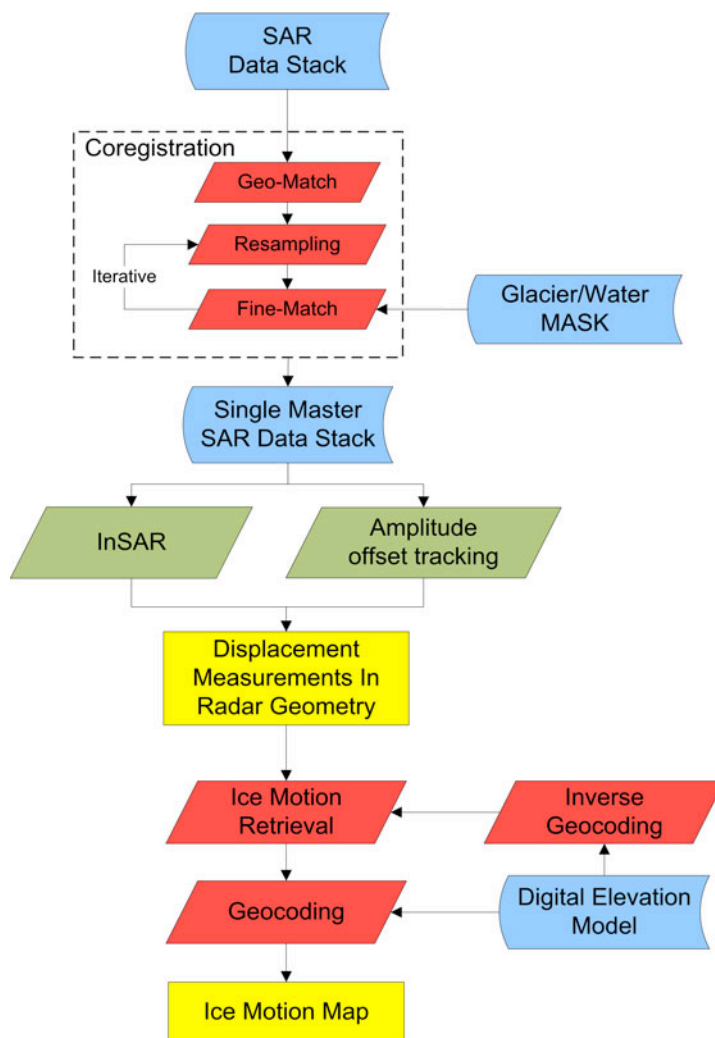 SAR
Data Stack
Coregistration
Geo-Match
Resampling
Iterative
Fine-Match
Glacier/Water
MASK
Single Master
SAR Data Stack
InSAR
Amplitude
offset tracking
Displacement
Measurements In
Radar Geometry
Ice Motion
Retrieval
Inverse
Geocoding
Geocoding
Digital Elevation
Model
Ice Motion Map